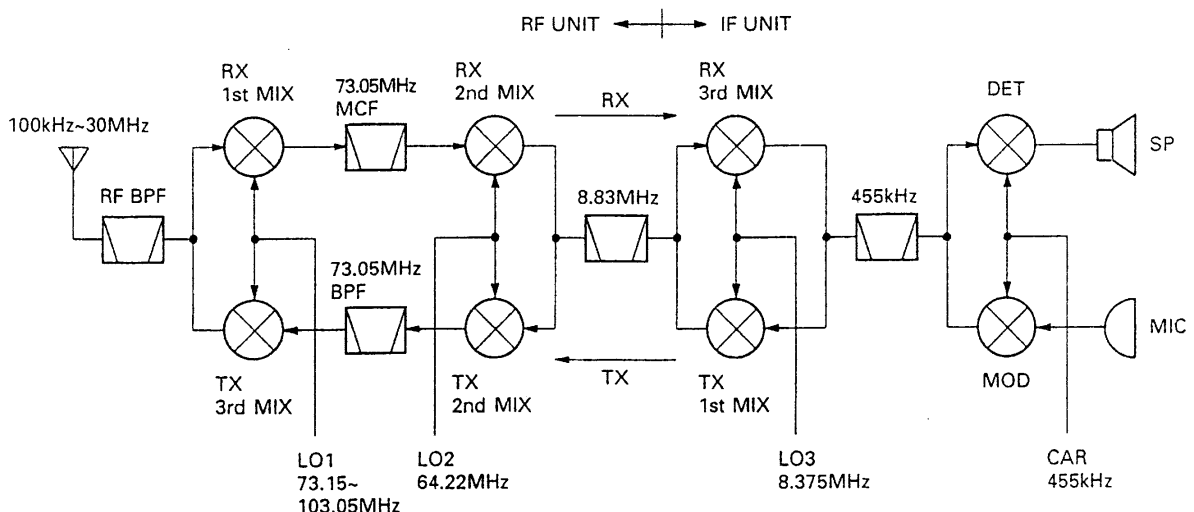 RF UNIT
IF UNIT
RX
1st MIX
73.05MHz
MCF
RX
2nd MIX
RX
RX
3rd MIX
DET
100kHz~30MHz
SP
RF BPF
8.83MHz
455kHz
73.05MHz
BPF
MIC
TX
3rd MIX
TX
2nd MIX
TX
TX
1st MIX
MOD
LO1
73.15~
103.05MHz
LO2
64.22MHz
LO3
8.375MHz
CAR
455kHz